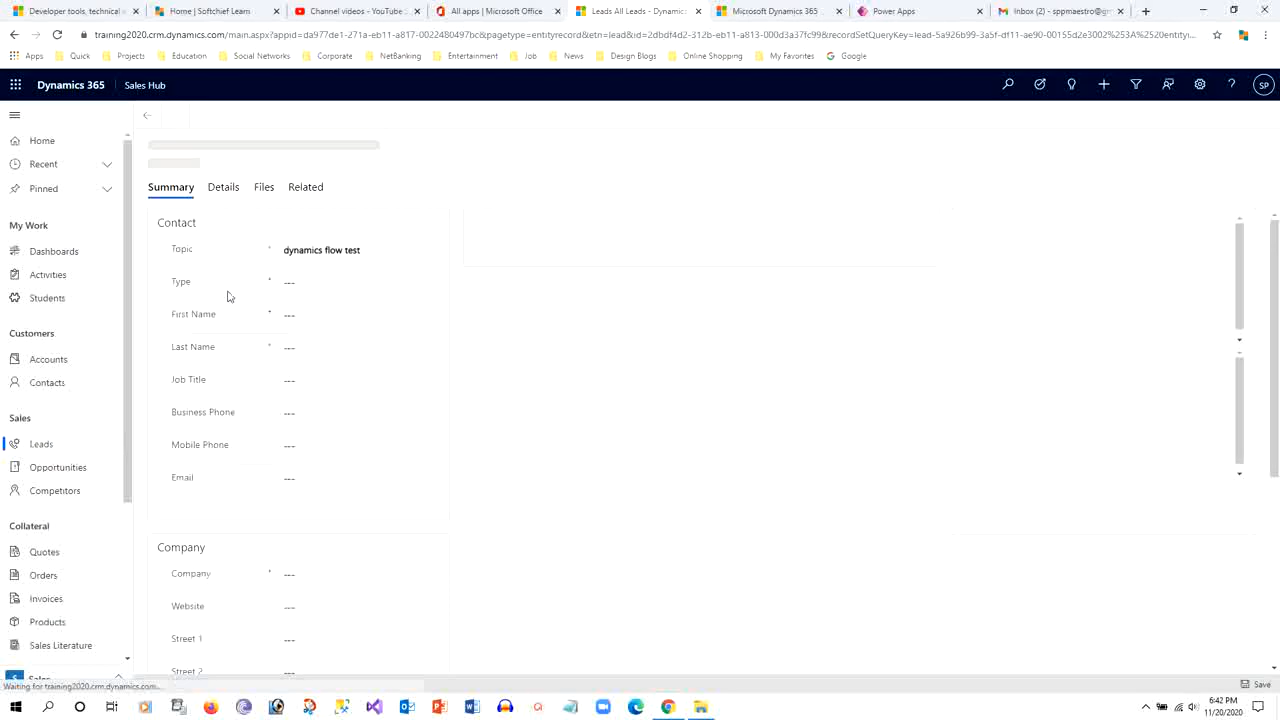 Developer tools, technical d
Home | Softchief Learn
Channel videos - YouTube S
All apps | Microsoft Office
Leads All Leads - Dynamics
Microsoft Dynamics 365
Power Apps
Inbox (2) - sppmaestro@gm
training2020.crm.dynamics.com/main.aspx?appid=da977de1-271a-eb11-a817-0022480497bc&pagetype=entityrecord&etn=lead&id=2dbdf4d2-312b-eb11-a813-000d3a37fc99&recordSetQueryKey=lead-5a926b99-3a5f-df11-ae90-00155d2e3002%253A%2520entityi...
Apps Quick Projects Education Social Networks Corporate NetBanking Entertainment Job News Design Blogs Online Shopping My Favorites Google
Dynamics 365 Sales Hub
SP
Home
Recent
Pinned
My Work
Dashboards
Activities
Students
Customers
Accounts
Contacts
Sales
Leads
Opportunities
Competitors
Collateral
Quotes
Orders
Invoices
Products
Sales Literature
S Sales
Summary Details Files Related
Contact
Topic * dynamics flow test
Type * ---
First Name * ---
Last Name * ---
Job Title ---
Business Phone ---
Mobile Phone ---
Email ---
Company
Company * ---
Website ---
Street 1 ---
Street 2 ---
Waiting for training2020.crm.dynamics.com...
Save
6:42 PM
11/20/2020